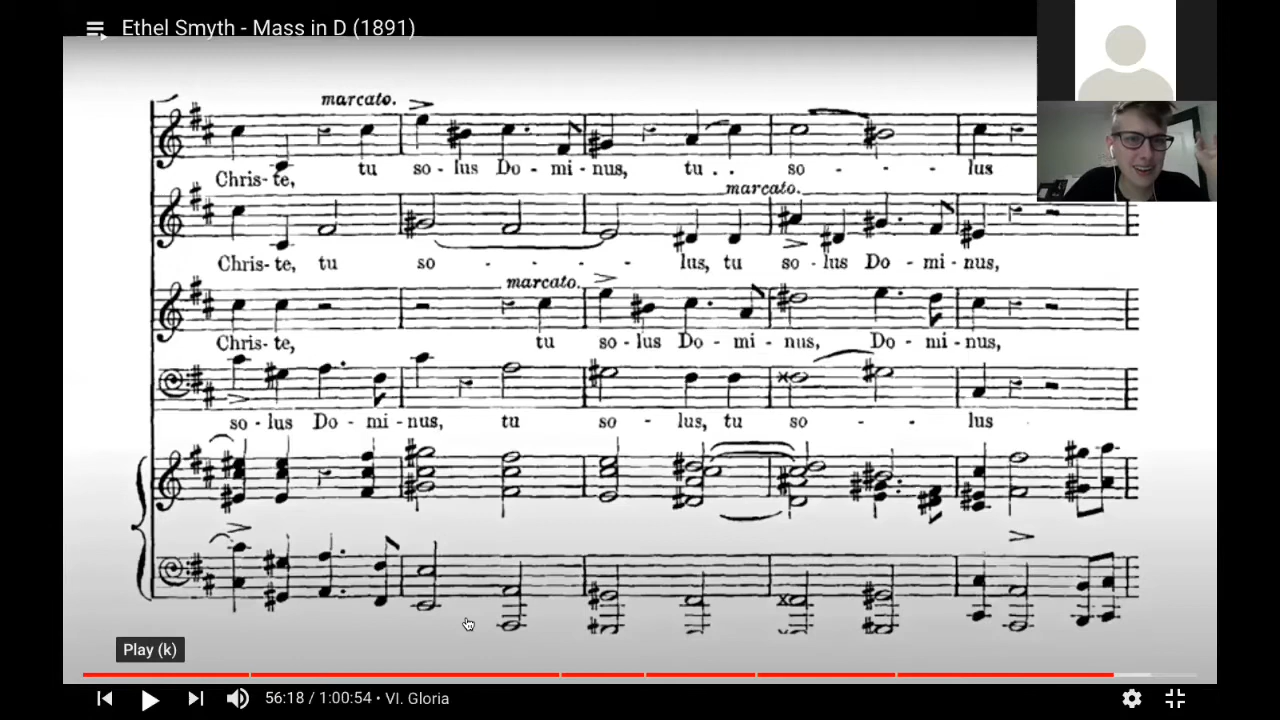 Ethel Smyth - Mass in D (1891)
marcato.
Chris-te, tu so-lus Do-mi-nus, tu.. so - - - lus
marcato.
Chris-te, tu so - - - - lus, tu so-lus Do-mi-nus,
marcato.
Chris-te, tu so-lus Do-mi-nus, Do-mi-nus,
so-lus Do-mi-nus, tu so - lus, tu so - - lus
Play (k)
56:18 / 1:00:54 • VI. Gloria